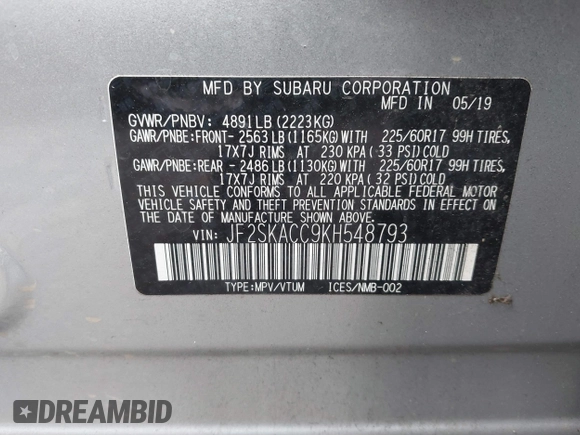 MFD BY SUBARU CORPORATION
MFD IN 05/19
GVWR/PNBV: 4891LB (2223KG)
GAWR/PNBE:FRONT- 2563 LB (1165KG) WITH 225/60R17 99H TIRES,
17X7J RIMS AT 230 KPA ( 33 PSI) COLD
GAWR/PNBE:REAR - 2486 LB (1130KG) WITH 225/60R17 99H TIRES,
17X7J RIMS AT 220 KPA ( 32 PSI) COLD
THIS VEHICLE CONFORMS TO ALL APPLICABLE FEDERAL MOTOR
VEHICLE SAFETY AND THEFT PREVENTION STANDARDS IN EFFECT
ON THE DATE OF MANUFACTURE SHOWN ABOVE.
VIN: JF2SKACC9KH548793
TYPE:MPV/VTUM ICES/NMB-002
DREAMBID